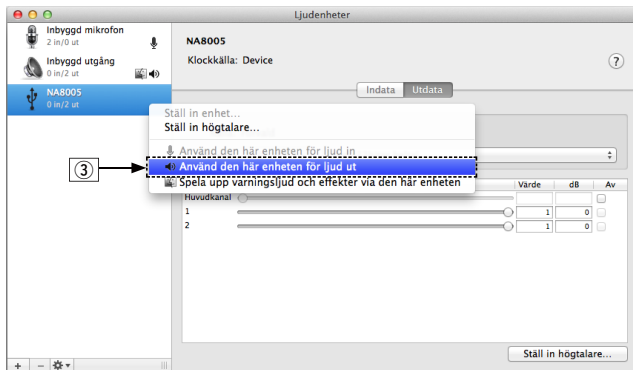 Ljudenheter
Inbyggd mikrofon
2 in/0 ut
Inbyggd utgång
0 in/2 ut
NA8005
0 in/2 ut
NA8005
Klockkälla: Device
?
Indata Utdata
Ställ in enhet...
Ställ in högtalare...
Använd den här enheten för ljud in
③ Använd den här enheten för ljud ut
Spela upp varningsljud och effekter via den här enheten
Värde dB Av
Huvudkanal
1 1 0
2 1 0
Ställ in högtalare...
+ −